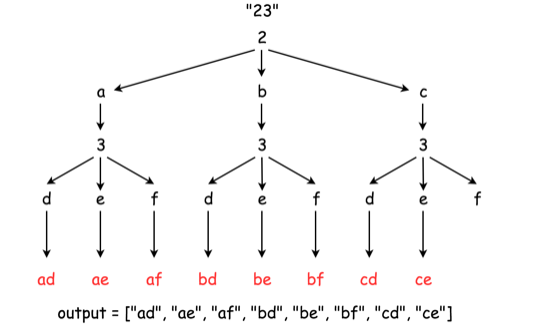 "23"
2
a b c
3 3 3
d e f d e f d e f
ad ae af bd be bf cd ce
output = ["ad", "ae", "af", "bd", "be", "bf", "cd", "ce"]